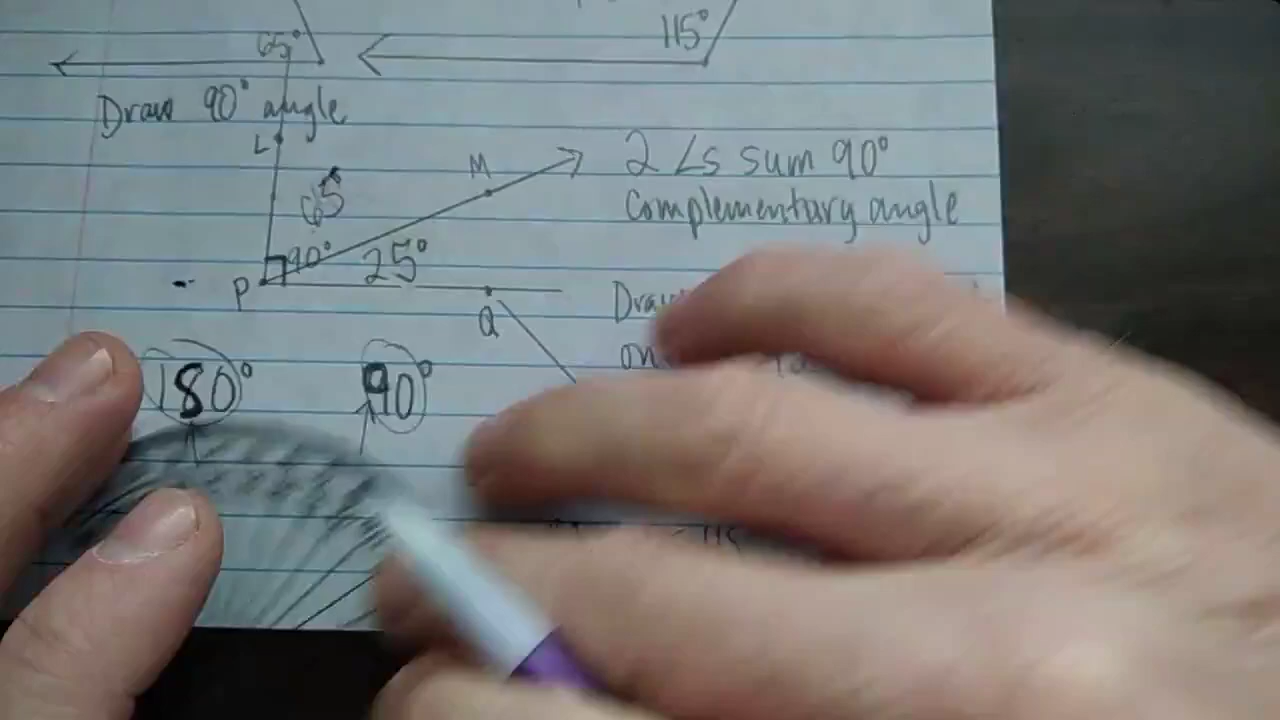 65° 115°
Draw 90° angle
L
M
2 ∠s sum 90°
65
Complementary angle
90° 25°
P
Q
180° 90°